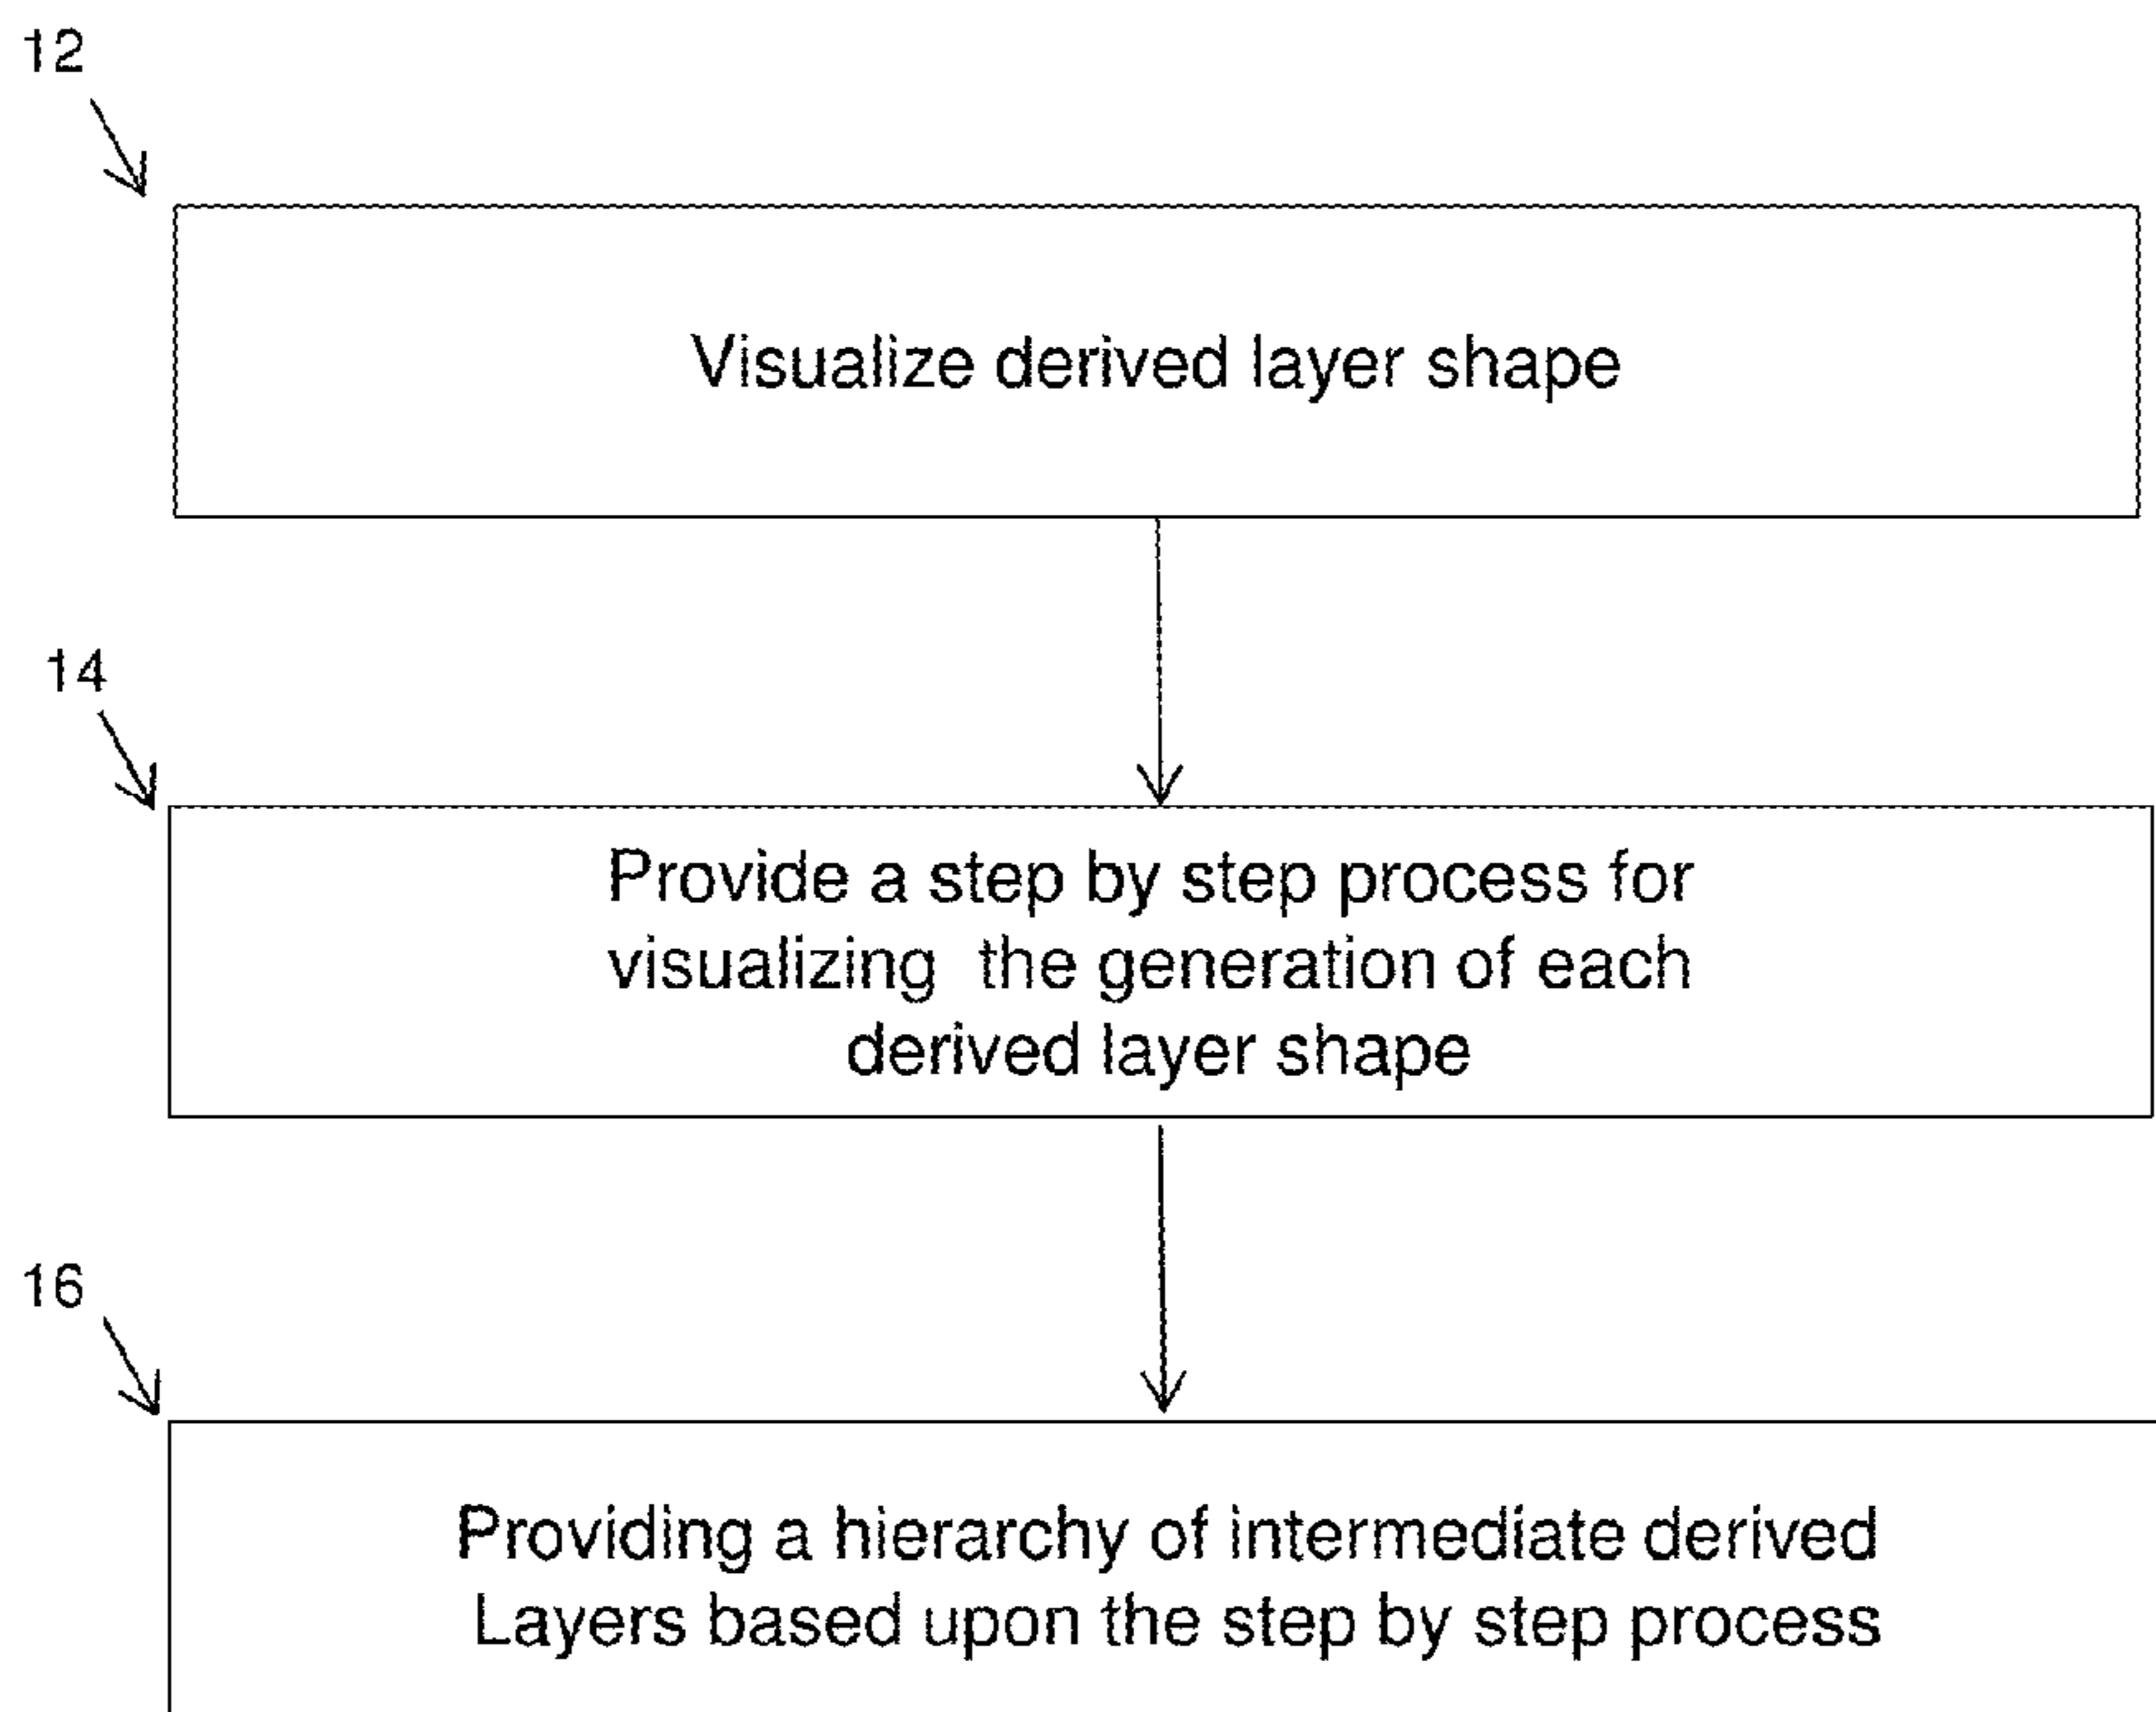 12
Visualize derived layer shape
14
Provide a step by step process for
visualizing the generation of each
derived layer shape
16
Providing a hierarchy of intermediate derived
Layers based upon the step by step process